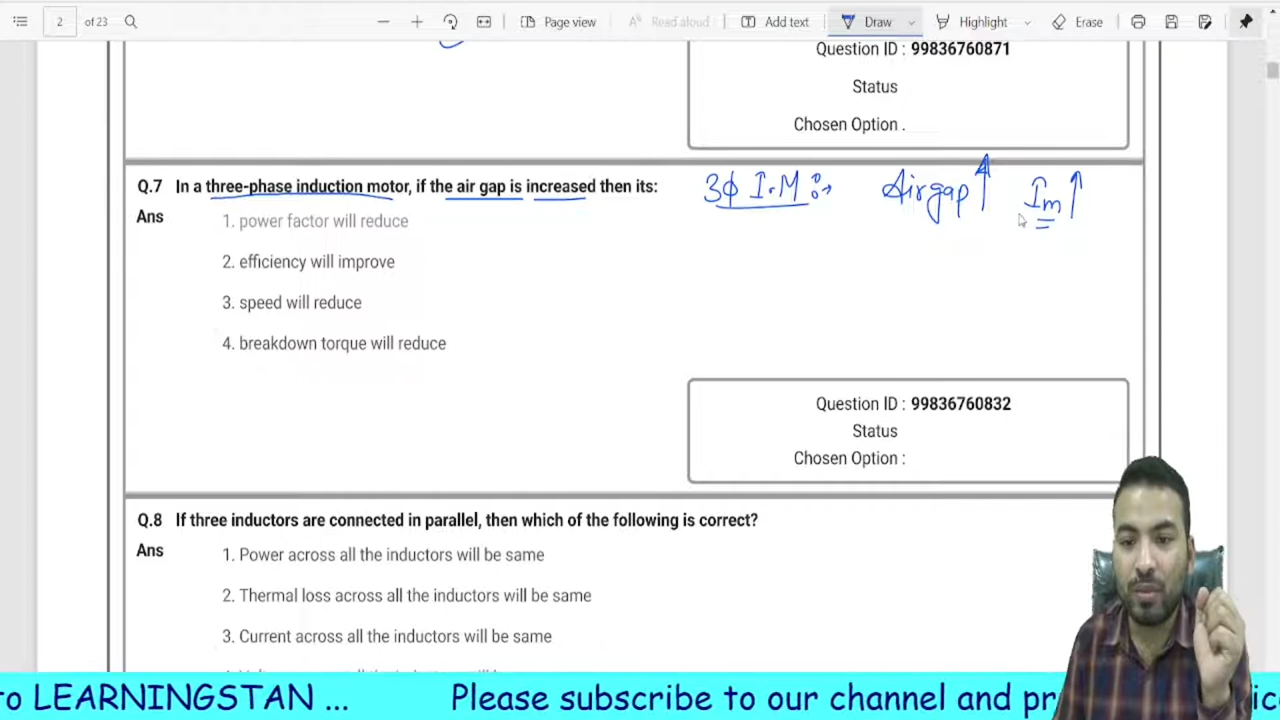 2 of 23 Page view Read aloud Add text Draw Highlight Erase
Question ID : 99836760871
Status
Chosen Option .
Q.7 In a three-phase induction motor, if the air gap is increased then its: 3ϕ I.M Airgap ↑ Im ↑
Ans
1. power factor will reduce
2. efficiency will improve
3. speed will reduce
4. breakdown torque will reduce
Question ID : 99836760832
Status
Chosen Option :
Q.8 If three inductors are connected in parallel, then which of the following is correct?
Ans
1. Power across all the inductors will be same
2. Thermal loss across all the inductors will be same
3. Current across all the inductors will be same
to LEARNINGSTAN ... Please subscribe to our channel and pr